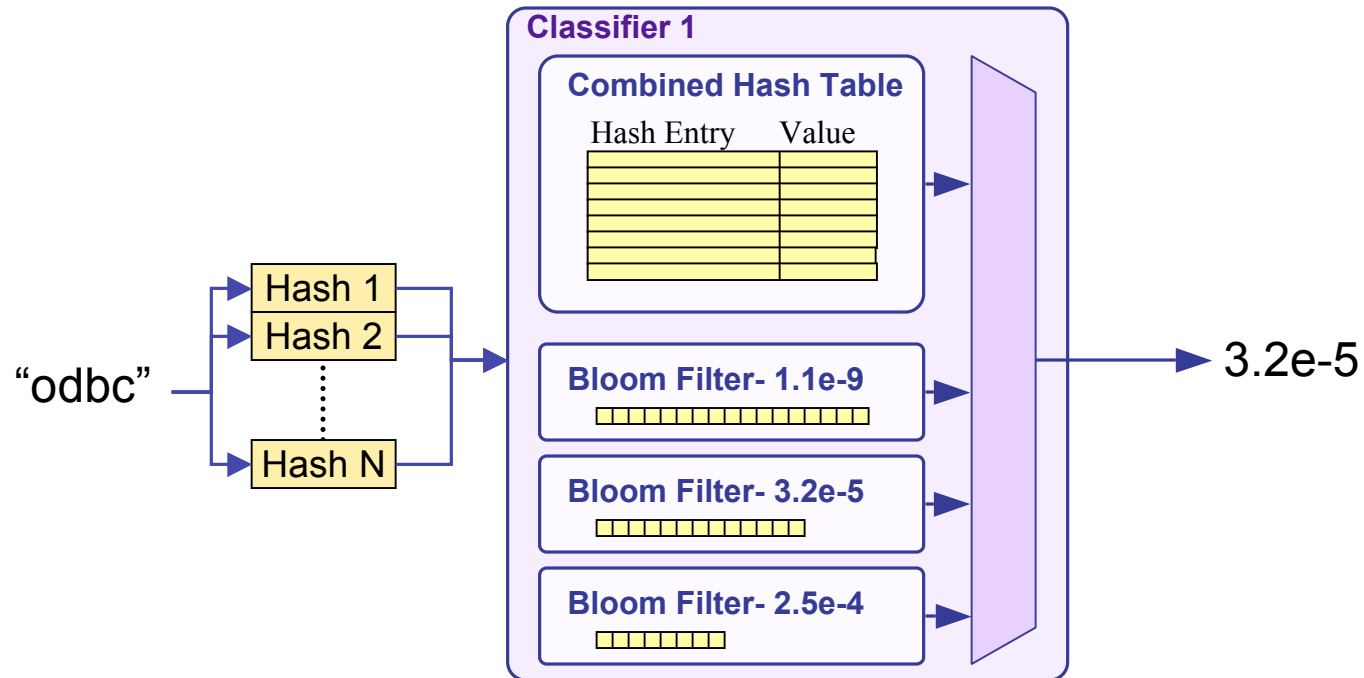 Classifier 1
Combined Hash Table
Hash Entry Value
Hash 1
Hash 2
Hash N
“odbc”
Bloom Filter- 1.1e-9
Bloom Filter- 3.2e-5
Bloom Filter- 2.5e-4
3.2e-5